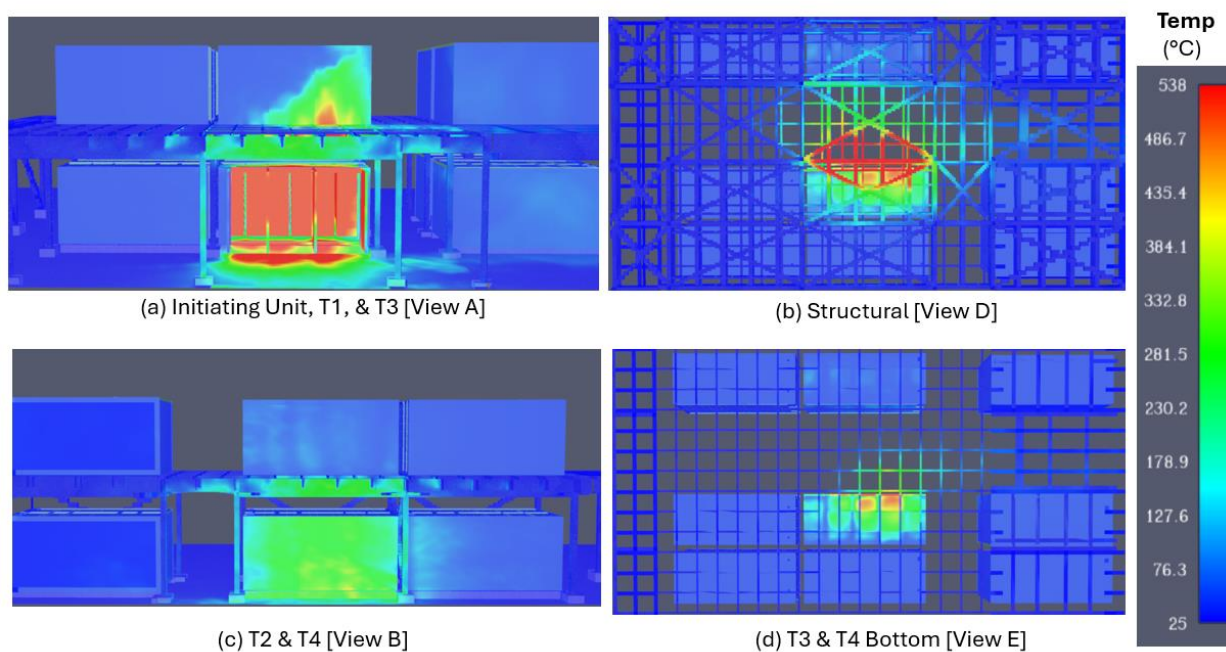 Temp
(°C)
538
486.7
435.4
384.1
332.8
281.5
230.2
178.9
127.6
76.3
25
(a) Initiating Unit, T1, & T3 [View A]
(b) Structural [View D]
(c) T2 & T4 [View B]
(d) T3 & T4 Bottom [View E]